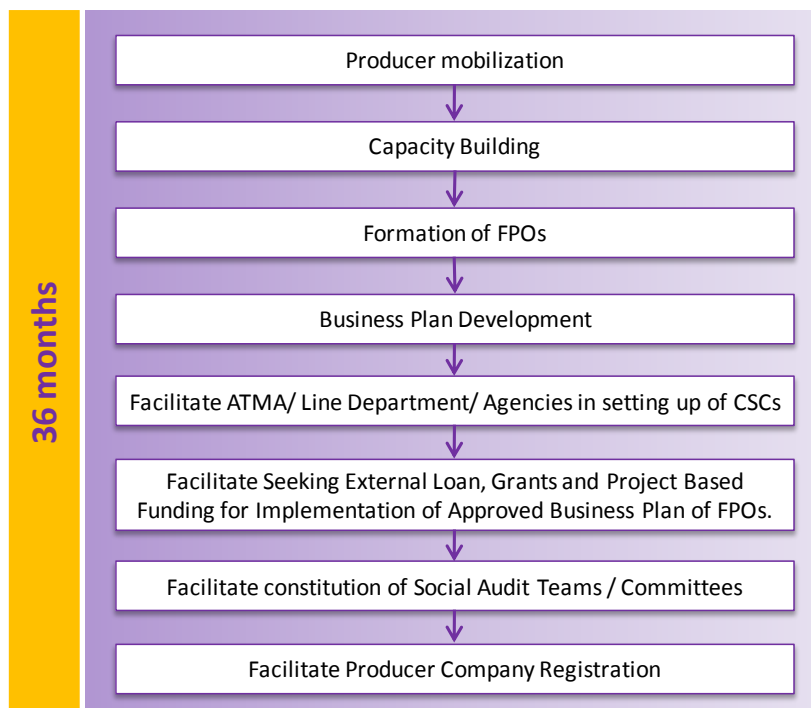 36 months
Producer mobilization
Capacity Building
Formation of FPOs
Business Plan Development
Facilitate ATMA/ Line Department/ Agencies in setting up of CSCs
Facilitate Seeking External Loan, Grants and Project Based
Funding for Implementation of Approved Business Plan of FPOs.
Facilitate constitution of Social Audit Teams / Committees
Facilitate Producer Company Registration